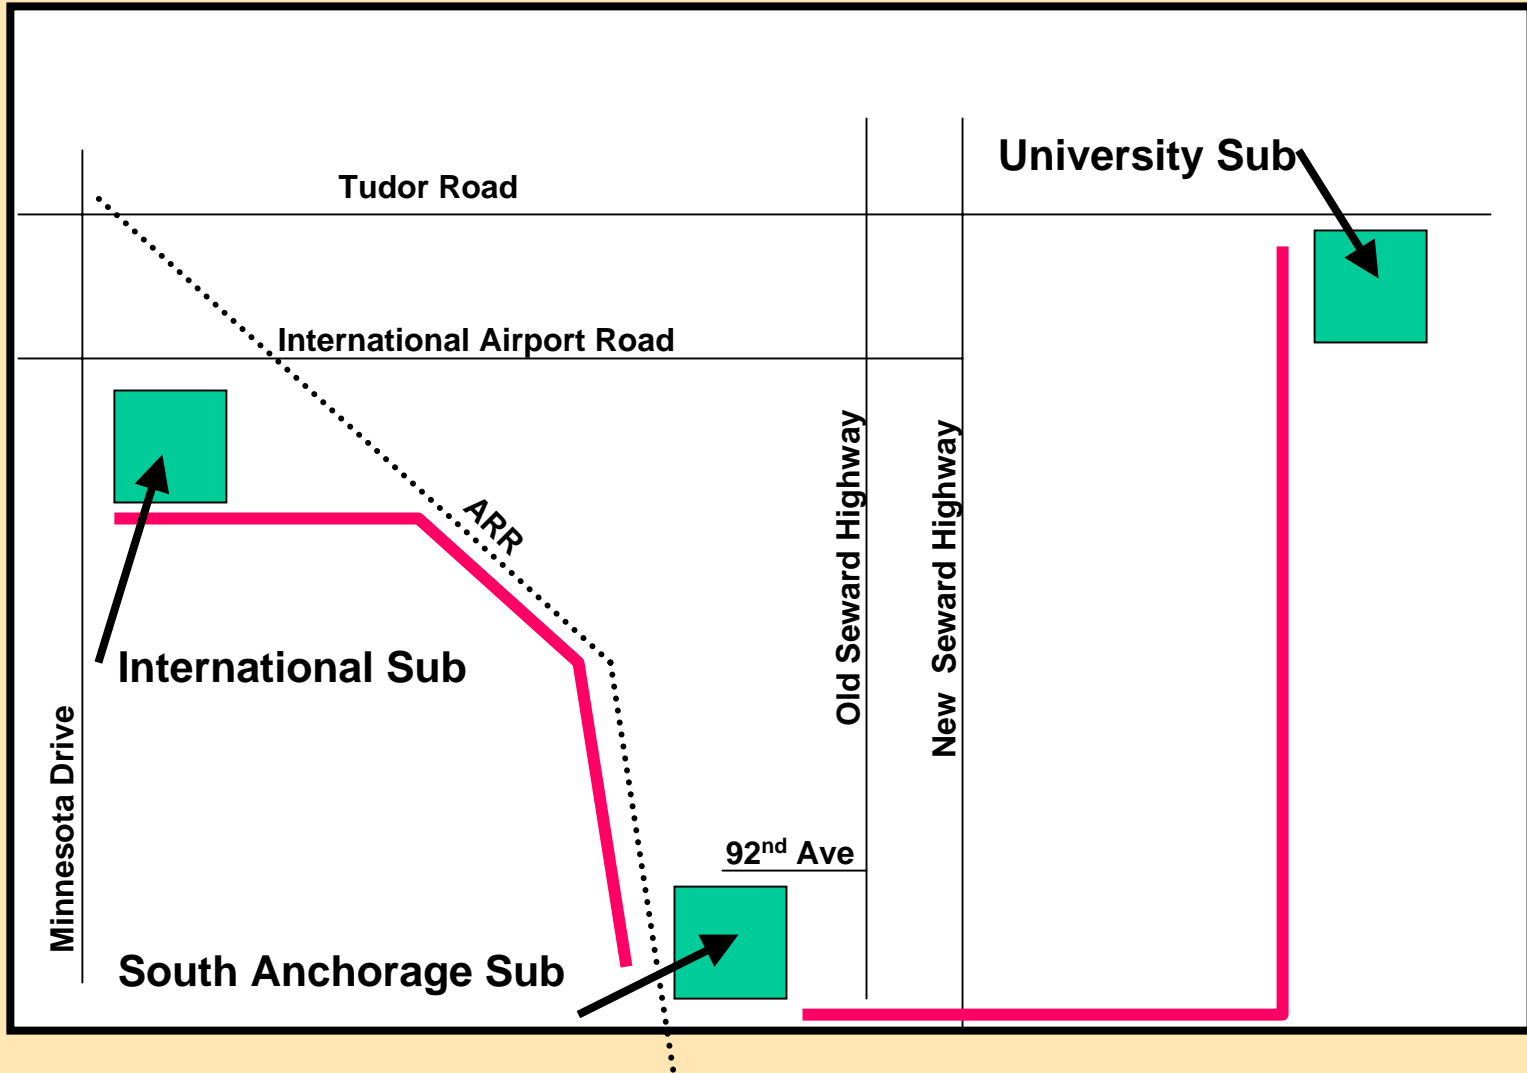 University Sub
Tudor Road
International Airport Road
ARR
Old Seward Highway
New Seward Highway
International Sub
Minnesota Drive
92nd Ave
South Anchorage Sub